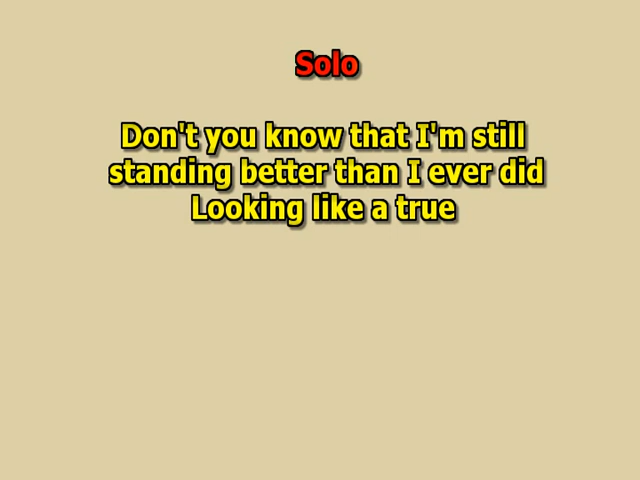 Solo
Don't you know that I'm still
standing better than I ever did
Looking like a true